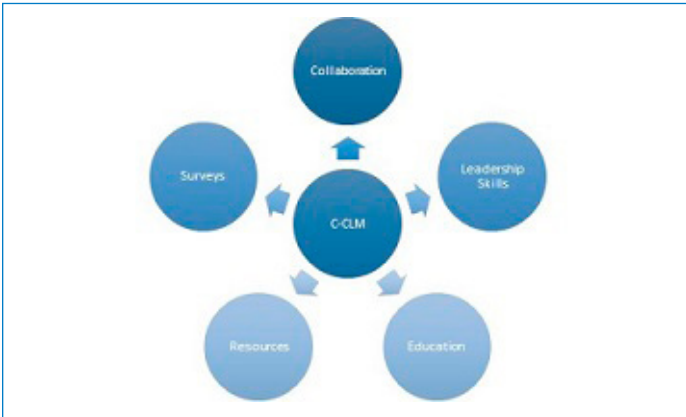 Collaboration
Surveys
Leadership
Skills
C-CLM
Resources
Education